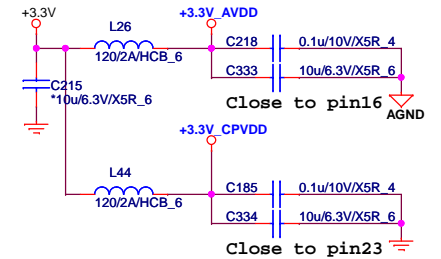 +3.3V
+3.3V_AVDD
L26
120/2A/HCB_6
C218
0.1u/10V/X5R_4
C333
10u/6.3V/X5R_6
C215
*10u/6.3V/X5R_6
Close to pin16
AGND
+3.3V_CPVDD
L44
120/2A/HCB_6
C185
0.1u/10V/X5R_4
C334
10u/6.3V/X5R_6
Close to pin23